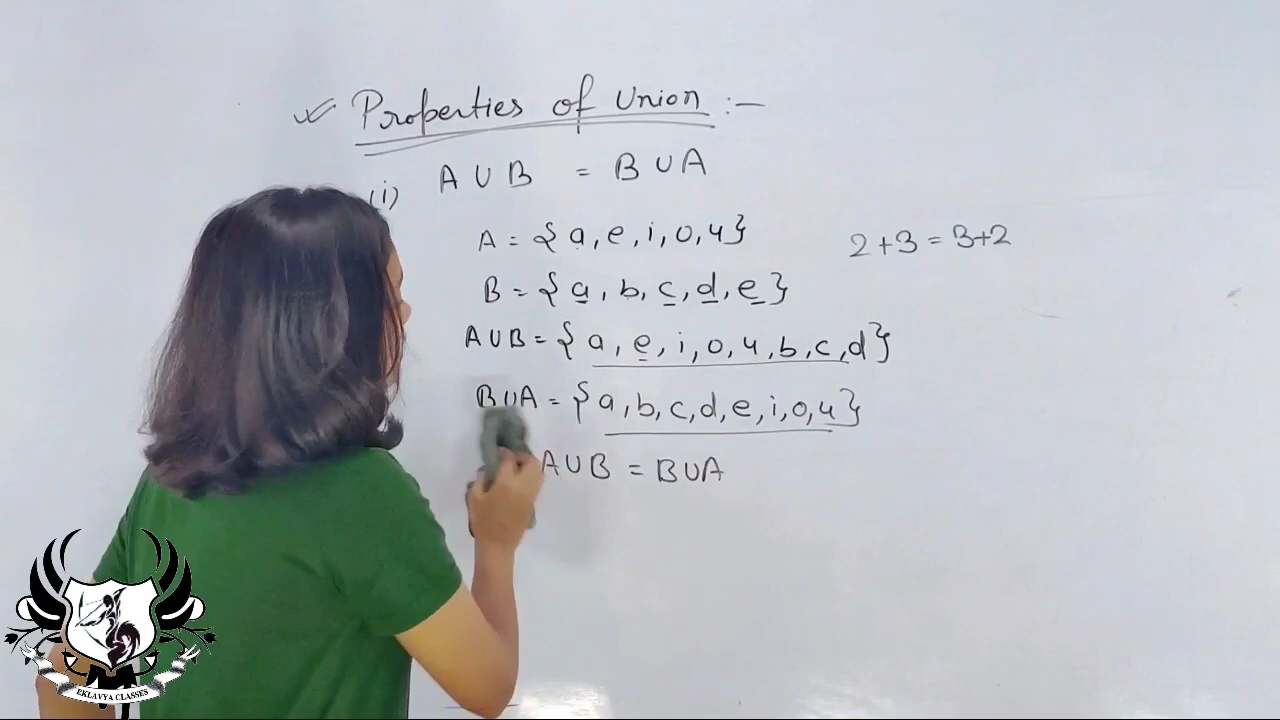 Properties of Union :-
(i) A ∪ B = B ∪ A
A = {a, e, i, o, u}
2+3 = 3+2
B = {a, b, c, d, e}
A∪B = {a, e, i, o, u, b, c, d}
B∪A = {a, b, c, d, e, i, o, u}
A∪B = B∪A
EKLAVYA CLASSES